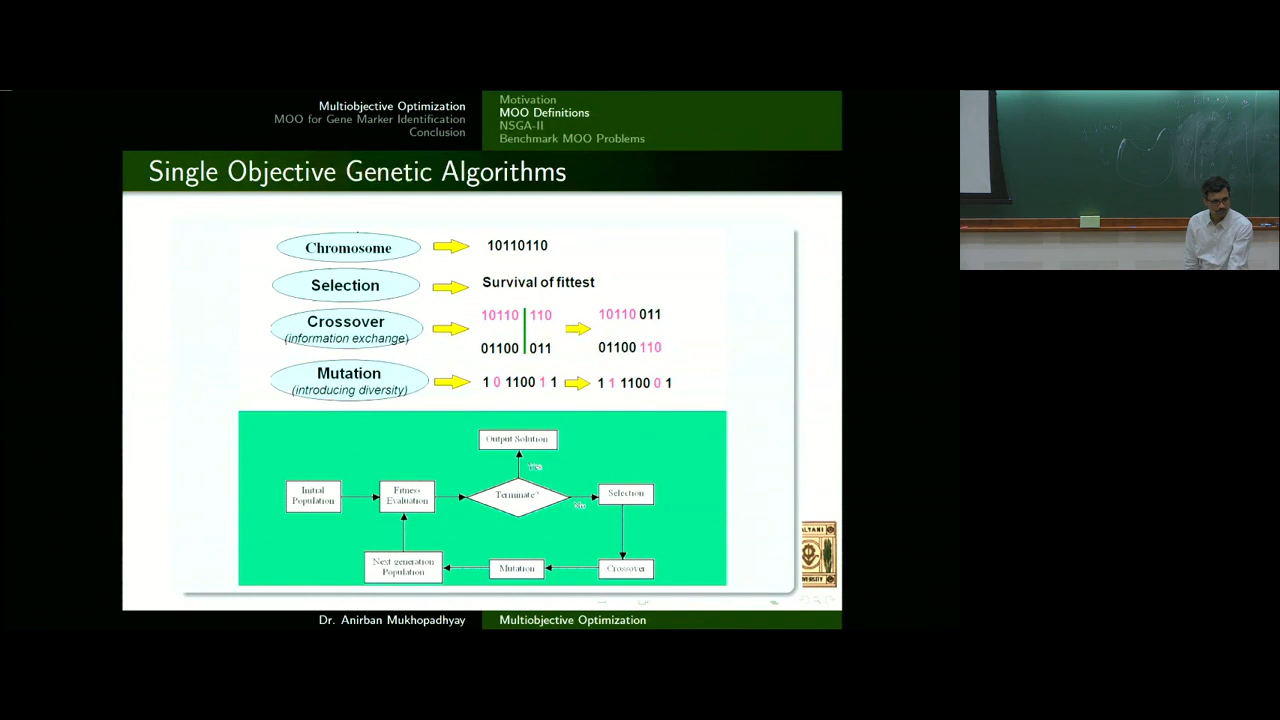 Multiobjective Optimization
MOO for Gene Marker Identification
Conclusion
Motivation
MOO Definitions
NSGA-II
Benchmark MOO Problems
Single Objective Genetic Algorithms
Chromosome 10110110
Selection Survival of fittest
Crossover
(information exchange)
10110 110 10110 011
01100 011 01100 110
Mutation
(introducing diversity)
1 0 1100 1 1 1 1 1100 0 1
Output Solution
Yes
Initial
Population
Fitness
Evaluation
Terminate?
No
Selection
Next generation
Population
Mutation
Crossover
Dr. Anirban Mukhopadhyay Multiobjective Optimization